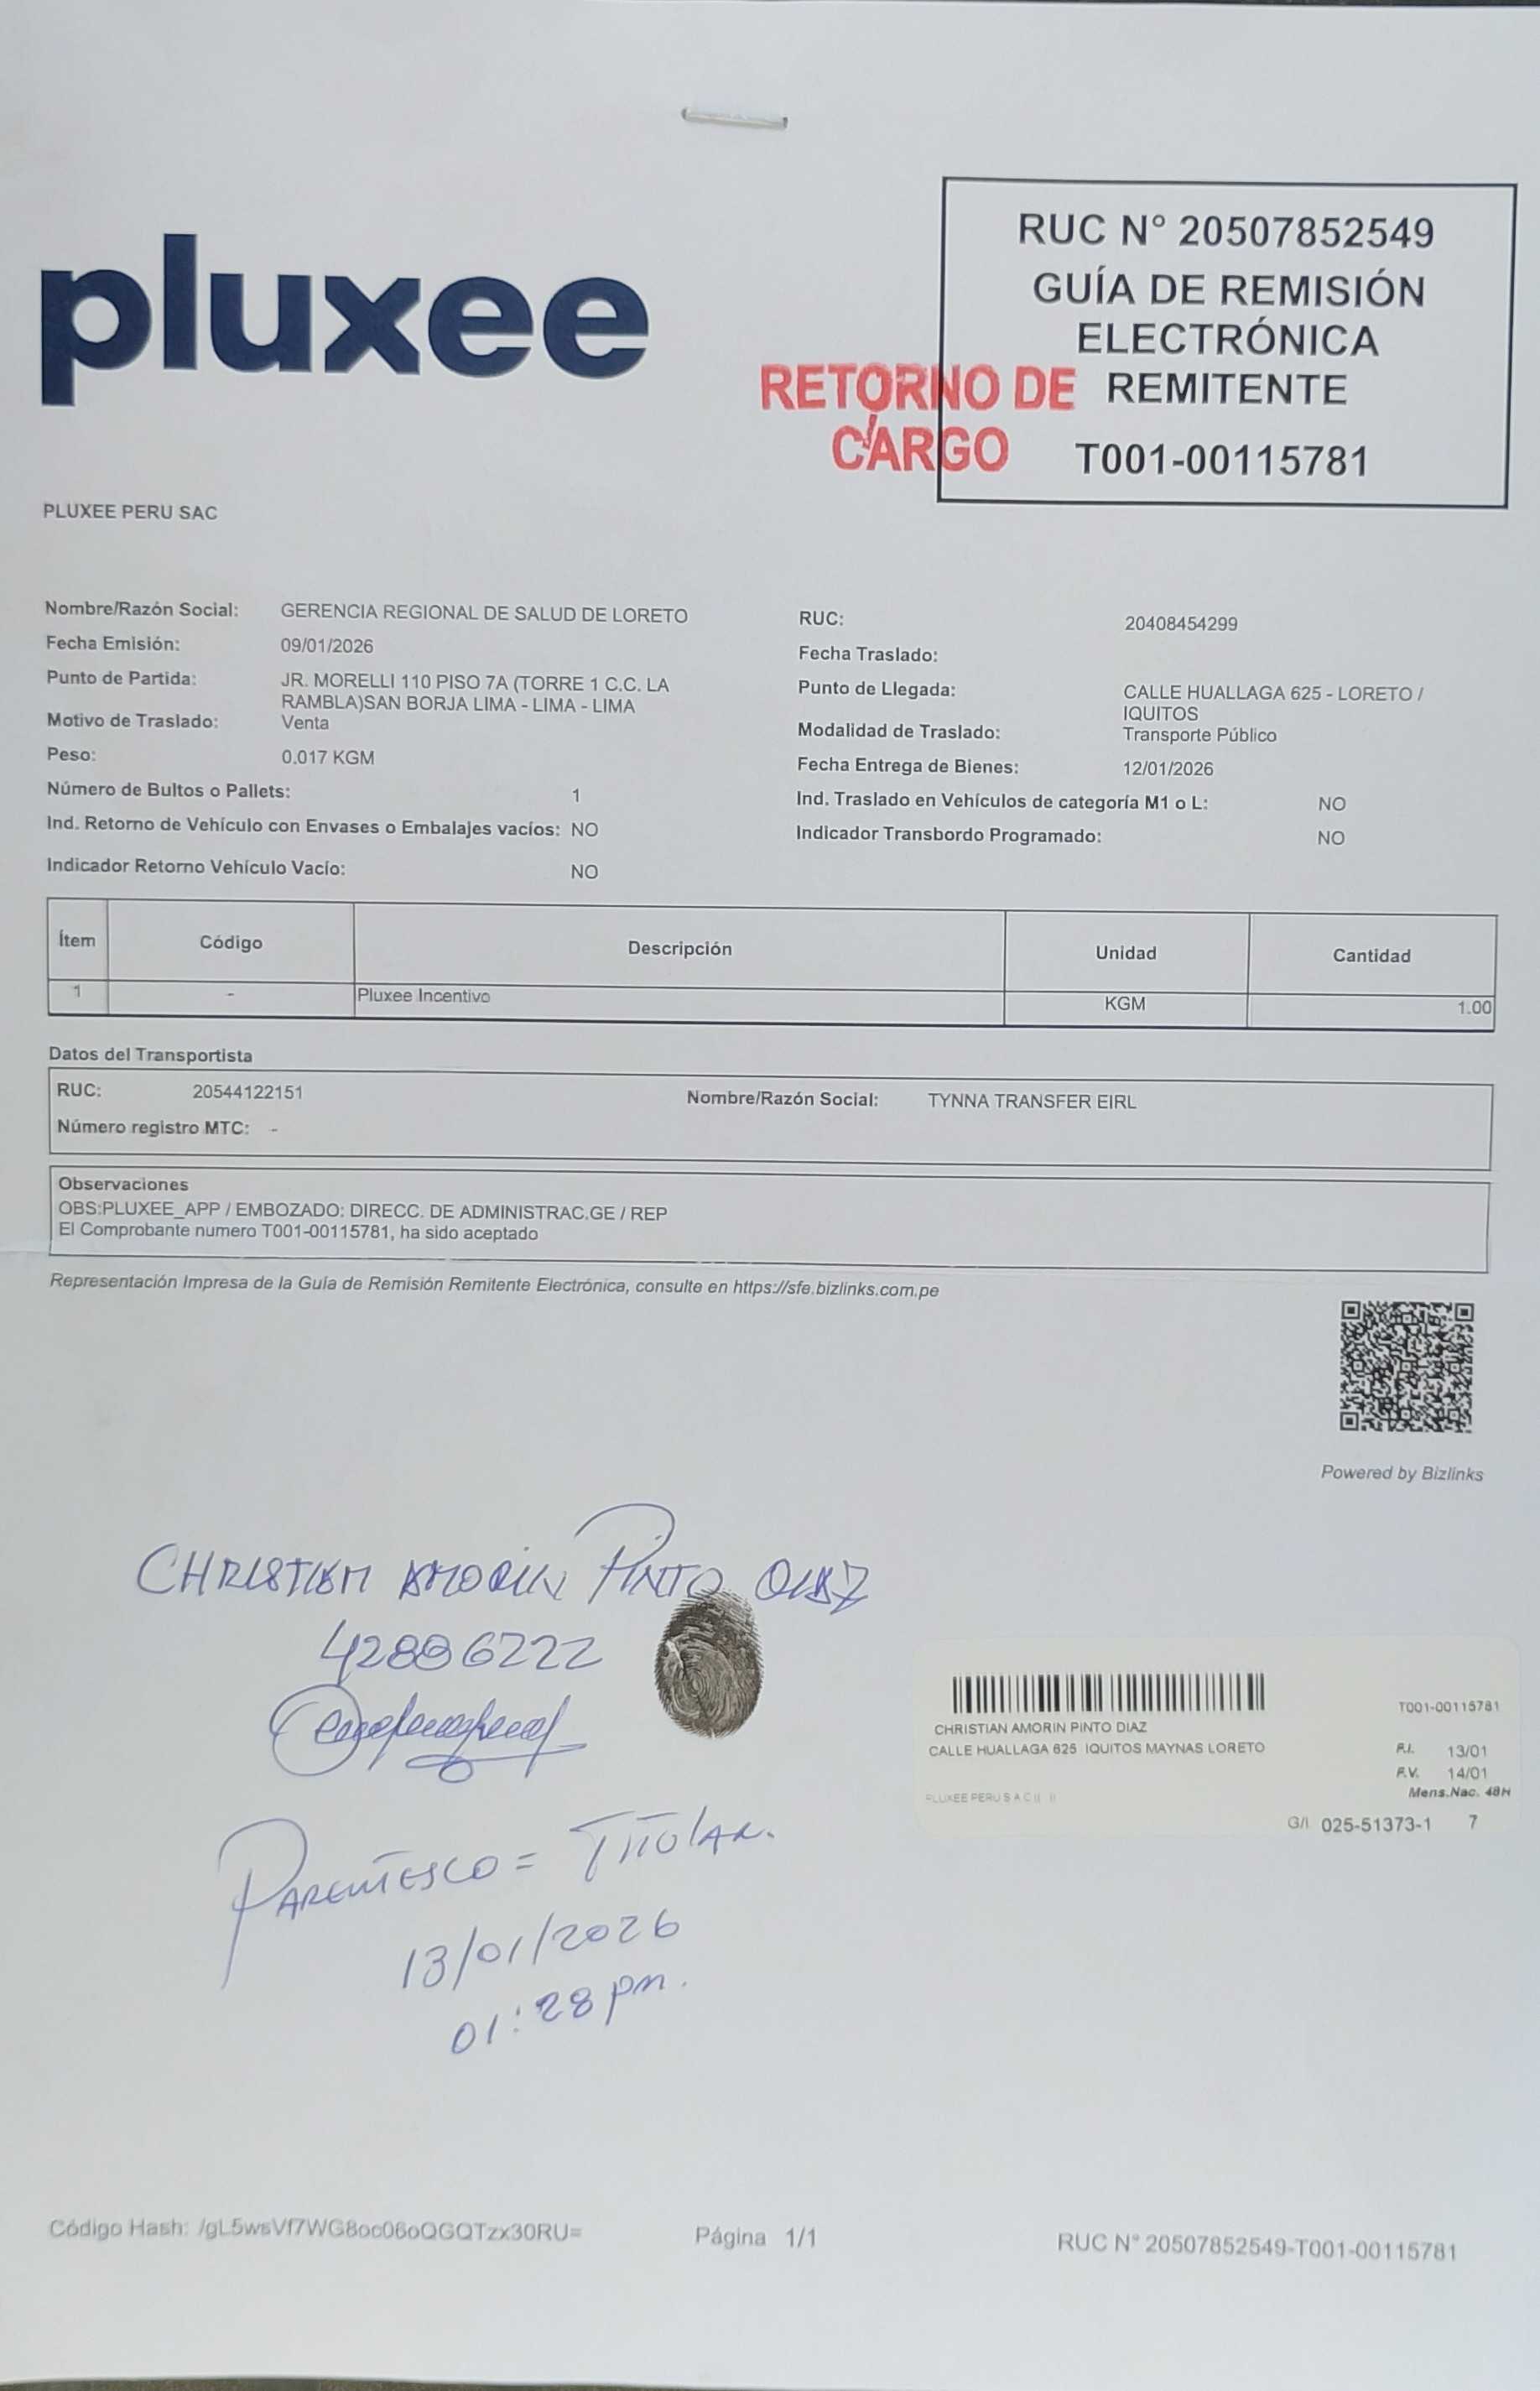 pluxee
RUC N° 20507852549
GUÍA DE REMISIÓN
ELECTRÓNICA
REMITENTE
T001-00115781
RETORNO DE
CARGO
PLUXEE PERU SAC
Nombre/Razón Social: GERENCIA REGIONAL DE SALUD DE LORETO
Fecha Emisión: 09/01/2026
Punto de Partida: JR. MORELLI 110 PISO 7A (TORRE 1 C.C. LA
RAMBLA)SAN BORJA LIMA - LIMA - LIMA
Motivo de Traslado: Venta
Peso: 0.017 KGM
Número de Bultos o Pallets: 1
Ind. Retorno de Vehículo con Envases o Embalajes vacíos: NO
Indicador Retorno Vehículo Vacío: NO
RUC: 20408454299
Fecha Traslado:
Punto de Llegada: CALLE HUALLAGA 625 - LORETO /
IQUITOS
Modalidad de Traslado: Transporte Público
Fecha Entrega de Bienes: 12/01/2026
Ind. Traslado en Vehículos de categoría M1 o L: NO
Indicador Transbordo Programado: NO
Ítem Código Descripción Unidad Cantidad
1 - Pluxee Incentivo KGM 1.00
Datos del Transportista
RUC: 20544122151 Nombre/Razón Social: TYNNA TRANSFER EIRL
Número registro MTC: -
Observaciones
OBS:PLUXEE_APP / EMBOZADO: DIRECC. DE ADMINISTRAC.GE / REP
El Comprobante numero T001-00115781, ha sido aceptado
Representación Impresa de la Guía de Remisión Remitente Electrónica, consulte en https://sfe.bizlinks.com.pe
Powered by Bizlinks
CHRISTIAN AMORIN PINTO DIAZ
42886222
PARENTESCO = TITULAR.
13/01/2026
01:28 pm.
T001-00115781
CHRISTIAN AMORIN PINTO DIAZ
CALLE HUALLAGA 625 IQUITOS MAYNAS LORETO
F.I. 13/01
F.V. 14/01
Mens.Nac. 48H
PLUXEE PERU S A C || ||
G/I 025-51373-1 7
Código Hash: /gL5wsVf7WG8oc06oQGQTzx30RU=
Página 1/1
RUC N° 20507852549-T001-00115781